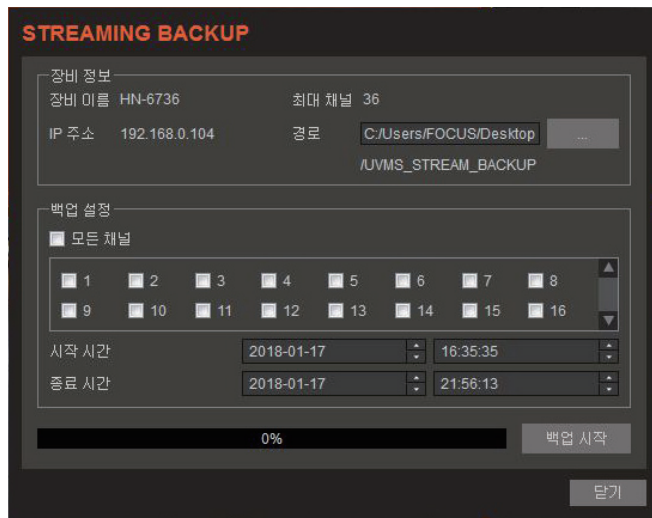 STREAMING BACKUP
장비 정보
장비 이름 HN-6736 최대 채널 36
IP 주소 192.168.0.104 경로 C:/Users/FOCUS/Desktop ...
/UVMS_STREAM_BACKUP
백업 설정
모든 채널
1 2 3 4 5 6 7 8
9 10 11 12 13 14 15 16
시작 시간 2018-01-17 16:35:35
종료 시간 2018-01-17 21:56:13
0% 백업 시작
닫기